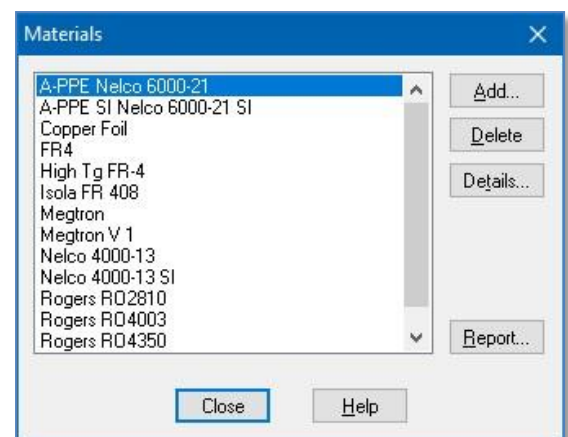 Materials
A-PPE Nelco 6000-21
A-PPE SI Nelco 6000-21 SI
Copper Foil
FR4
High Tg FR-4
Isola FR 408
Megtron
Megtron V 1
Nelco 4000-13
Nelco 4000-13 SI
Rogers RO2810
Rogers RO4003
Rogers RO4350
Add...
Delete
Details...
Report...
Close
Help